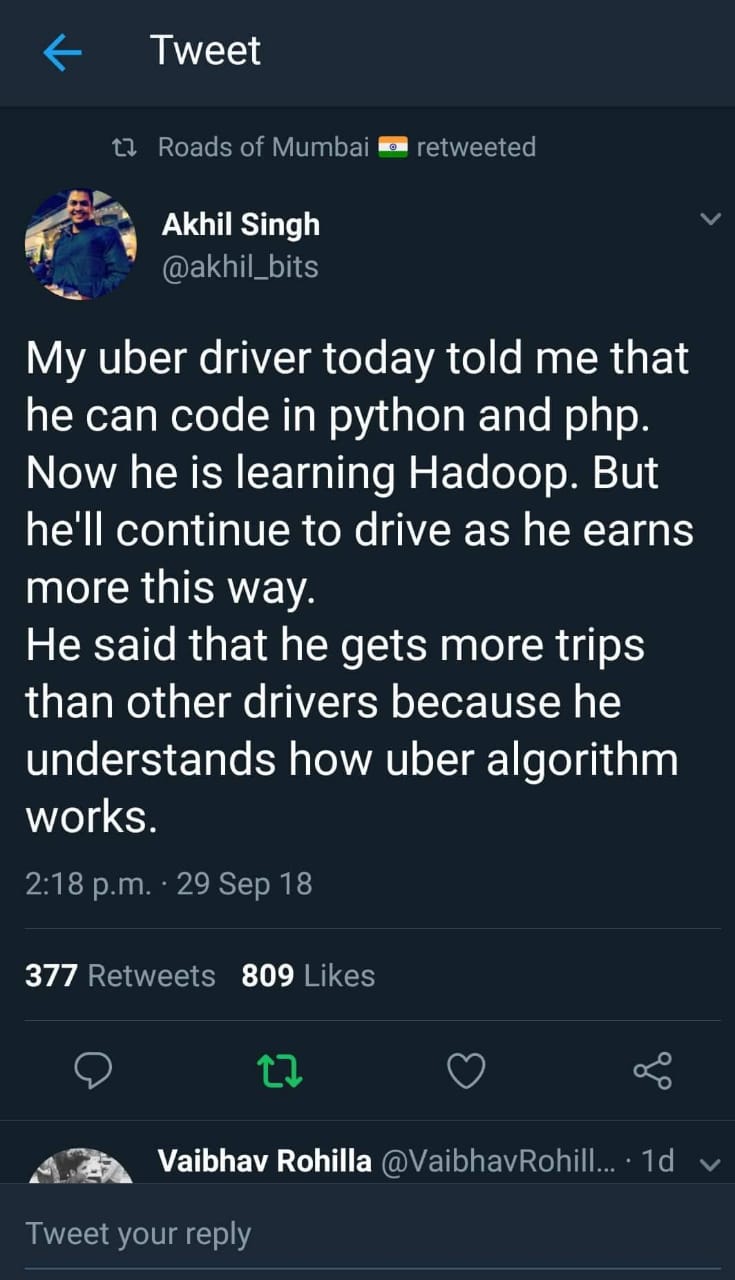 Tweet
Roads of Mumbai 🇮🇳 retweeted
Akhil Singh
@akhil_bits
My uber driver today told me that
he can code in python and php.
Now he is learning Hadoop. But
he'll continue to drive as he earns
more this way.
He said that he gets more trips
than other drivers because he
understands how uber algorithm
works.
2:18 p.m. · 29 Sep 18
377 Retweets 809 Likes
Vaibhav Rohilla @VaibhavRohill... · 1d
Tweet your reply